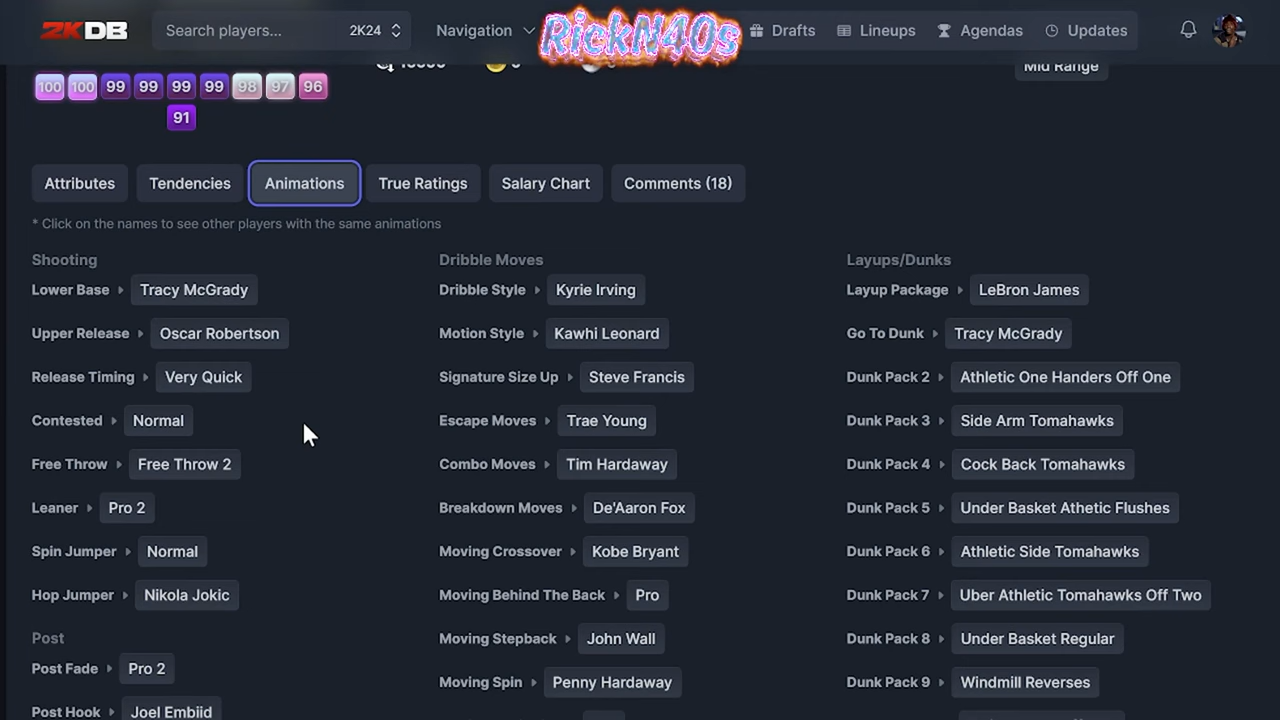 2KDB
Search players...
2K24
Navigation
RickN40s
Drafts
Lineups
Agendas
Updates
100 100 99 99 99 99 98 97 96
91
Mid Range
Attributes
Tendencies
Animations
True Ratings
Salary Chart
Comments (18)
* Click on the names to see other players with the same animations
Shooting
Lower Base Tracy McGrady
Upper Release Oscar Robertson
Release Timing Very Quick
Contested Normal
Free Throw Free Throw 2
Leaner Pro 2
Spin Jumper Normal
Hop Jumper Nikola Jokic
Post
Post Fade Pro 2
Post Hook Joel Embiid
Dribble Moves
Dribble Style Kyrie Irving
Motion Style Kawhi Leonard
Signature Size Up Steve Francis
Escape Moves Trae Young
Combo Moves Tim Hardaway
Breakdown Moves De'Aaron Fox
Moving Crossover Kobe Bryant
Moving Behind The Back Pro
Moving Stepback John Wall
Moving Spin Penny Hardaway
Layups/Dunks
Layup Package LeBron James
Go To Dunk Tracy McGrady
Dunk Pack 2 Athletic One Handers Off One
Dunk Pack 3 Side Arm Tomahawks
Dunk Pack 4 Cock Back Tomahawks
Dunk Pack 5 Under Basket Athetic Flushes
Dunk Pack 6 Athletic Side Tomahawks
Dunk Pack 7 Uber Athletic Tomahawks Off Two
Dunk Pack 8 Under Basket Regular
Dunk Pack 9 Windmill Reverses